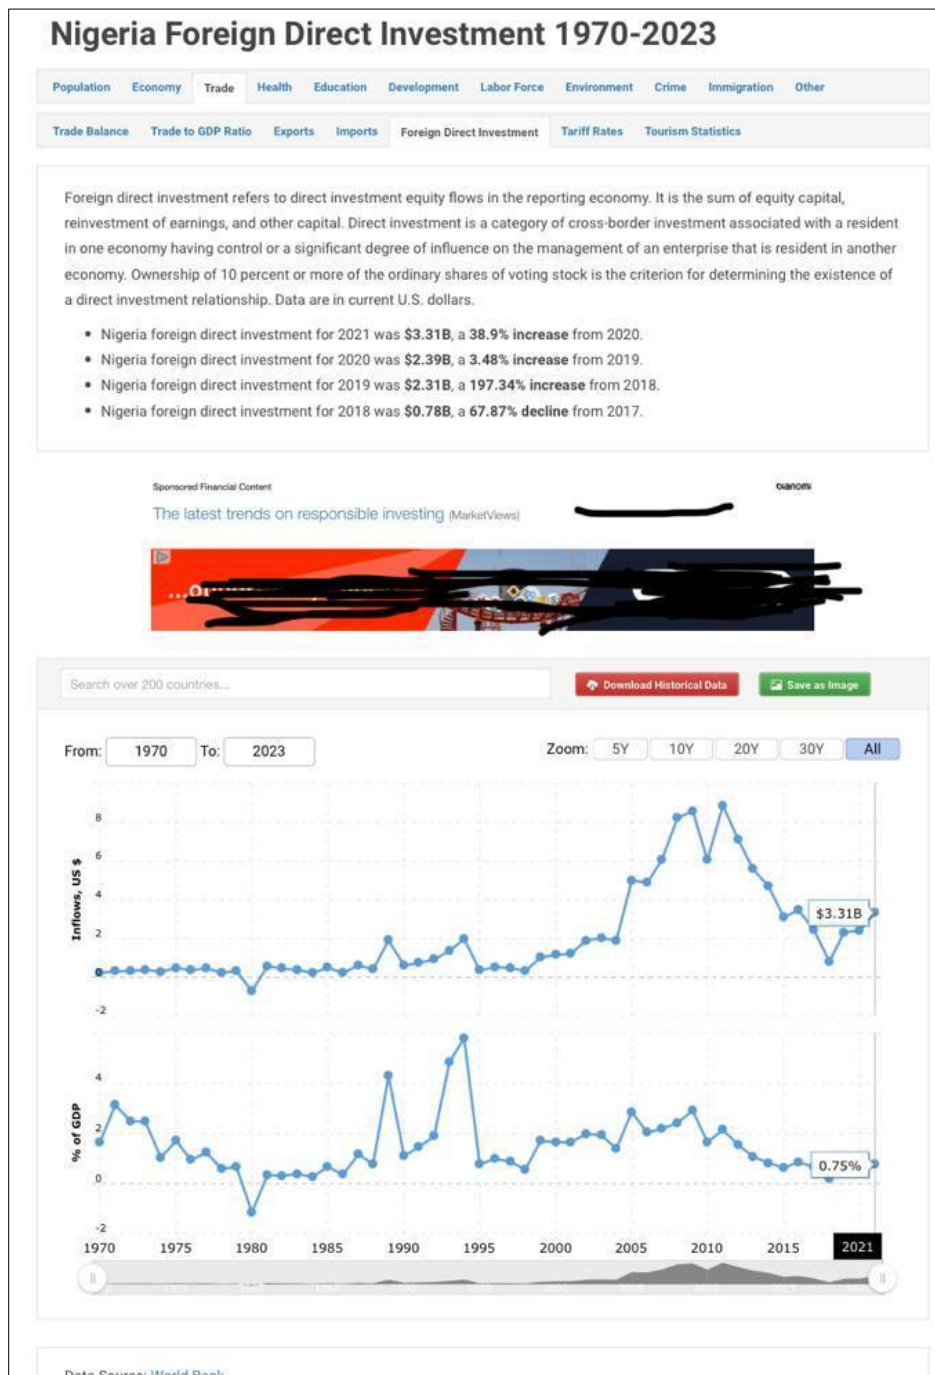 Nigeria Foreign Direct Investment 1970-2023
Population Economy Trade Health Education Development Labor Force Environment Crime Immigration Other
Trade Balance Trade to GDP Ratio Exports Imports Foreign Direct Investment Tariff Rates Tourism Statistics
Foreign direct investment refers to direct investment equity flows in the reporting economy. It is the sum of equity capital,
reinvestment of earnings, and other capital. Direct investment is a category of cross-border investment associated with a resident
in one economy having control or a significant degree of influence on the management of an enterprise that is resident in another
economy. Ownership of 10 percent or more of the ordinary shares of voting stock is the criterion for determining the existence of
a direct investment relationship. Data are in current U.S. dollars.
• Nigeria foreign direct investment for 2021 was $3.31B, a 38.9% increase from 2020.
• Nigeria foreign direct investment for 2020 was $2.39B, a 3.48% increase from 2019.
• Nigeria foreign direct investment for 2019 was $2.31B, a 197.34% increase from 2018.
• Nigeria foreign direct investment for 2018 was $0.78B, a 67.87% decline from 2017.
Sponsored Financial Content
The latest trends on responsible investing (MarketViews)
Search over 200 countries...
Download Historical Data
Save as Image
From: 1970 To: 2023
Zoom: 5Y 10Y 20Y 30Y All
Inflows, US $
8
6
4
2
0
-2
$3.31B
% of GDP
4
2
0
-2
0.75%
1970 1975 1980 1985 1990 1995 2000 2005 2010 2015 2021
Data Source: World Bank